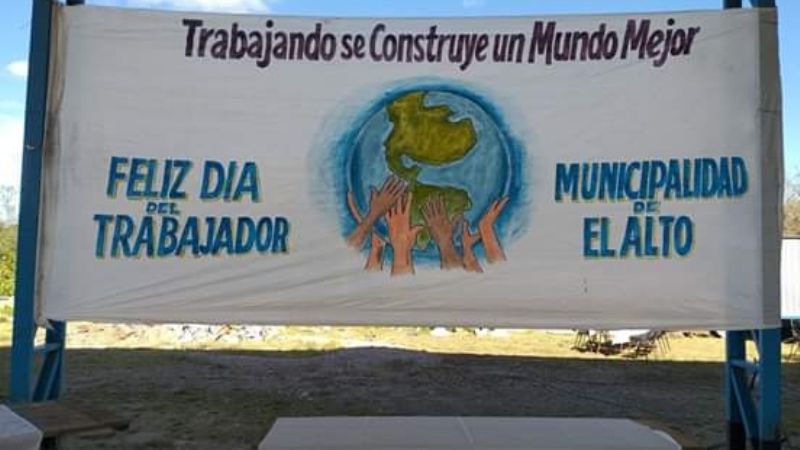 Trabajando se Construye un Mundo Mejor
FELIZ DIA
DEL
TRABAJADOR
MUNICIPALIDAD
DE
EL ALTO